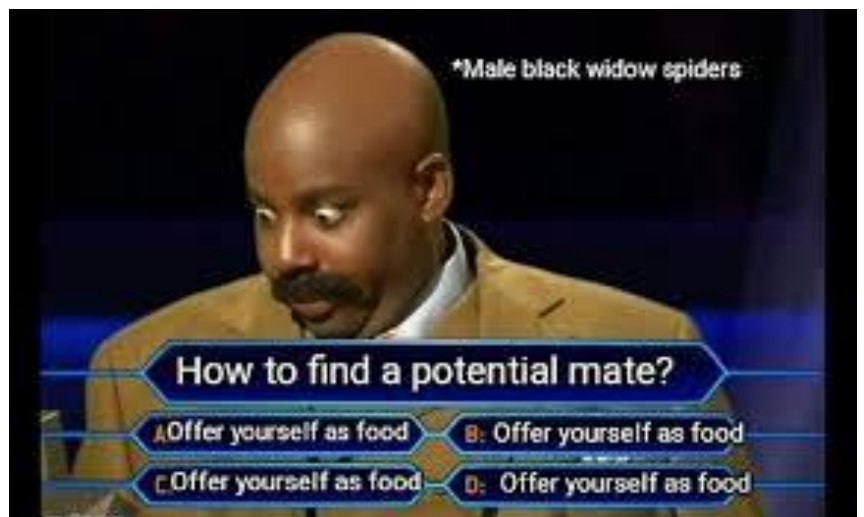 *Male black widow spiders
How to find a potential mate?
A: Offer yourself as food
B: Offer yourself as food
C: Offer yourself as food
D: Offer yourself as food